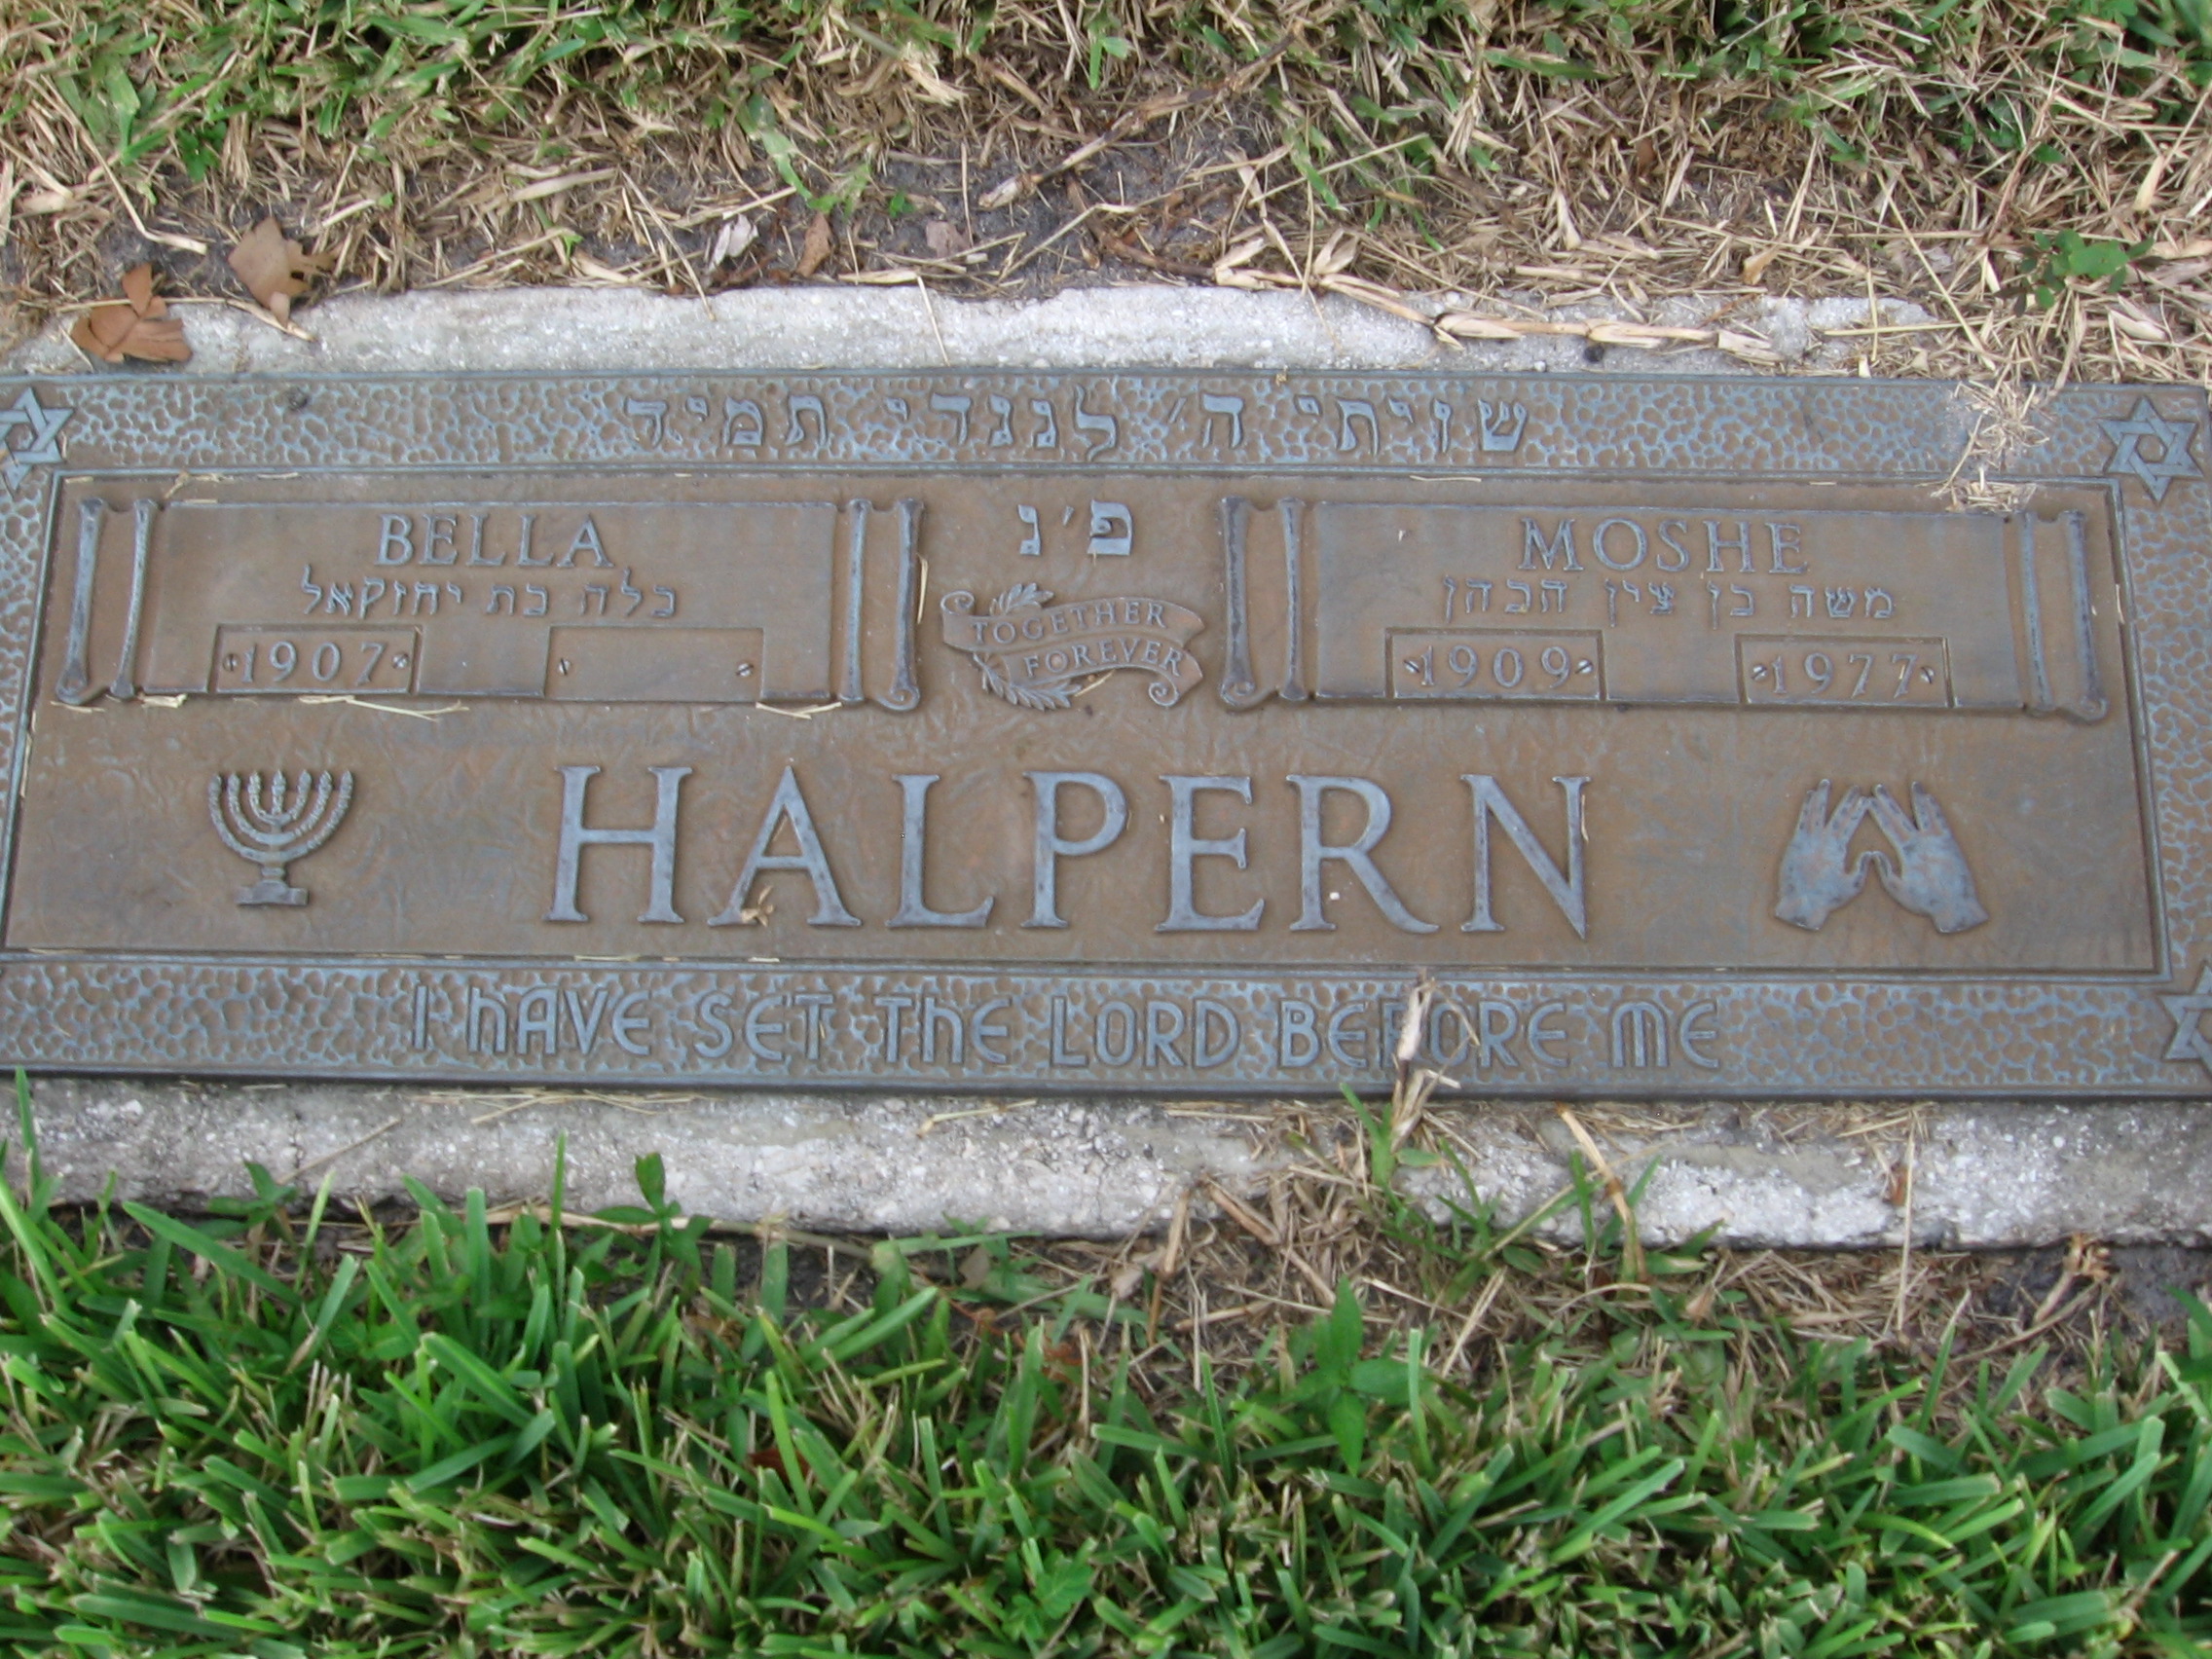 שויתי ה׳ לנגדי תמיד
BELLA
בלה בת יחזקאל
1907
פ׳נ
TOGETHER
FOREVER
MOSHE
משה בן ציון הכהן
1909 1977
HALPERN
I HAVE SET THE LORD BEFORE ME